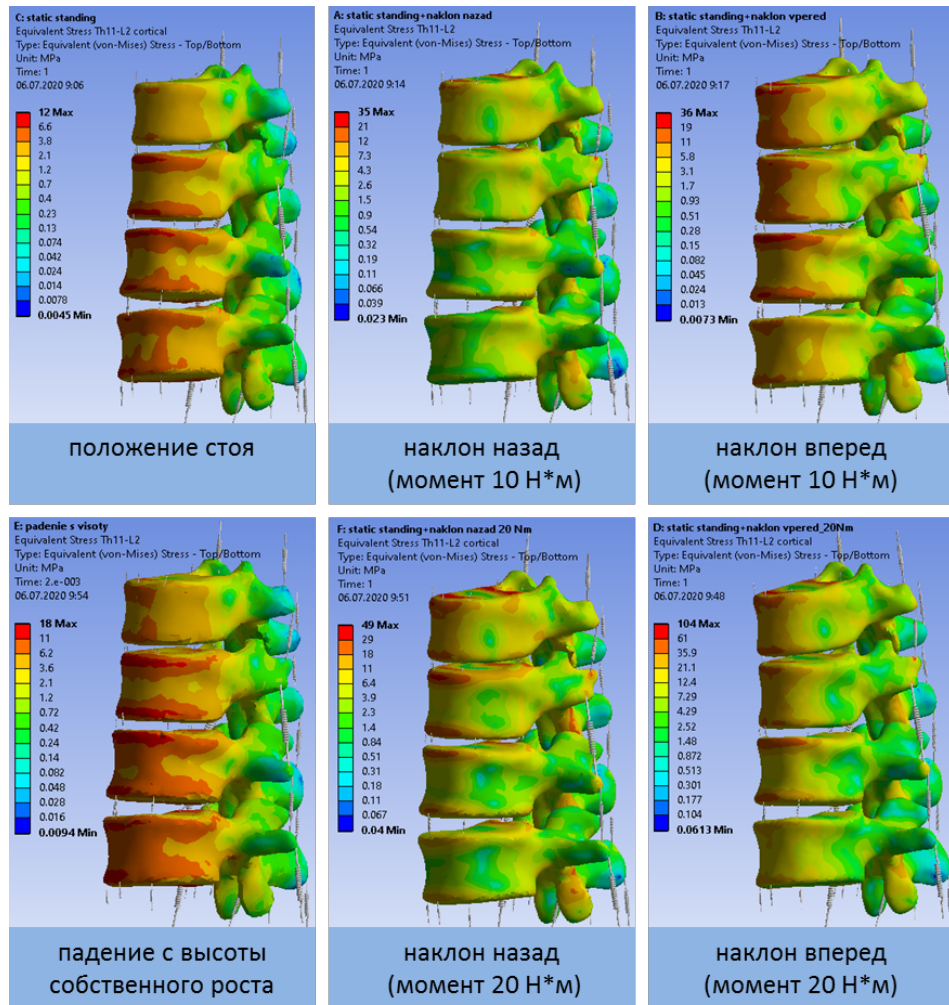 C: static standing
Equivalent Stress Th11-L2 cortical
Type: Equivalent (von-Mises) Stress - Top/Bottom
Unit: MPa
Time: 1
06.07.2020 9:06
12 Max
6.6
3.8
2.1
1.2
0.7
0.4
0.23
0.13
0.074
0.042
0.024
0.014
0.0078
0.0045 Min
положение стоя
A: static standing+naklon nazad
Equivalent Stress Th11-L2
Type: Equivalent (von-Mises) Stress - Top/Bottom
Unit: MPa
Time: 1
06.07.2020 9:14
35 Max
21
12
7.3
4.3
2.6
1.5
0.9
0.54
0.32
0.19
0.11
0.066
0.039
0.023 Min
наклон назад
(момент 10 Н*м)
B: static standing+naklon vpered
Equivalent Stress Th11-L2 cortical
Type: Equivalent (von-Mises) Stress - Top/Bottom
Unit: MPa
Time: 1
06.07.2020 9:17
36 Max
19
11
5.8
3.1
1.7
0.93
0.51
0.28
0.15
0.082
0.045
0.024
0.013
0.0073 Min
наклон вперед
(момент 10 Н*м)
E: padenie s visoty
Equivalent Stress Th11-L2
Type: Equivalent (von-Mises) Stress - Top/Bottom
Unit: MPa
Time: 2.e-003
06.07.2020 9:54
18 Max
11
6.2
3.6
2.1
1.2
0.72
0.42
0.24
0.14
0.082
0.048
0.028
0.016
0.0094 Min
падение с высоты
собственного роста
F: static standing+naklon nazad 20 Nm
Equivalent Stress Th11-L2 cortical
Type: Equivalent (von-Mises) Stress - Top/Bottom
Unit: MPa
Time: 1
06.07.2020 9:51
49 Max
29
18
11
6.4
3.9
2.3
1.4
0.84
0.51
0.31
0.18
0.11
0.067
0.04 Min
наклон назад
(момент 20 Н*м)
D: static standing+naklon vpered_20Nm
Equivalent Stress Th11-L2 cortical
Type: Equivalent (von-Mises) Stress - Top/Bottom
Unit: MPa
Time: 1
06.07.2020 9:48
104 Max
61
35.9
21.1
12.4
7.29
4.29
2.52
1.48
0.872
0.513
0.301
0.177
0.104
0.0613 Min
наклон вперед
(момент 20 Н*м)